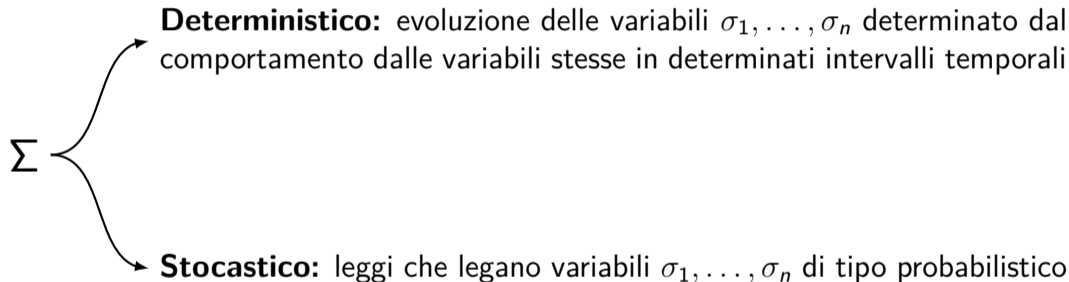 Deterministico: evoluzione delle variabili σ₁, . . . , σₙ determinato dal
comportamento dalle variabili stesse in determinati intervalli temporali
Σ
Stocastico: leggi che legano variabili σ₁, . . . , σₙ di tipo probabilistico